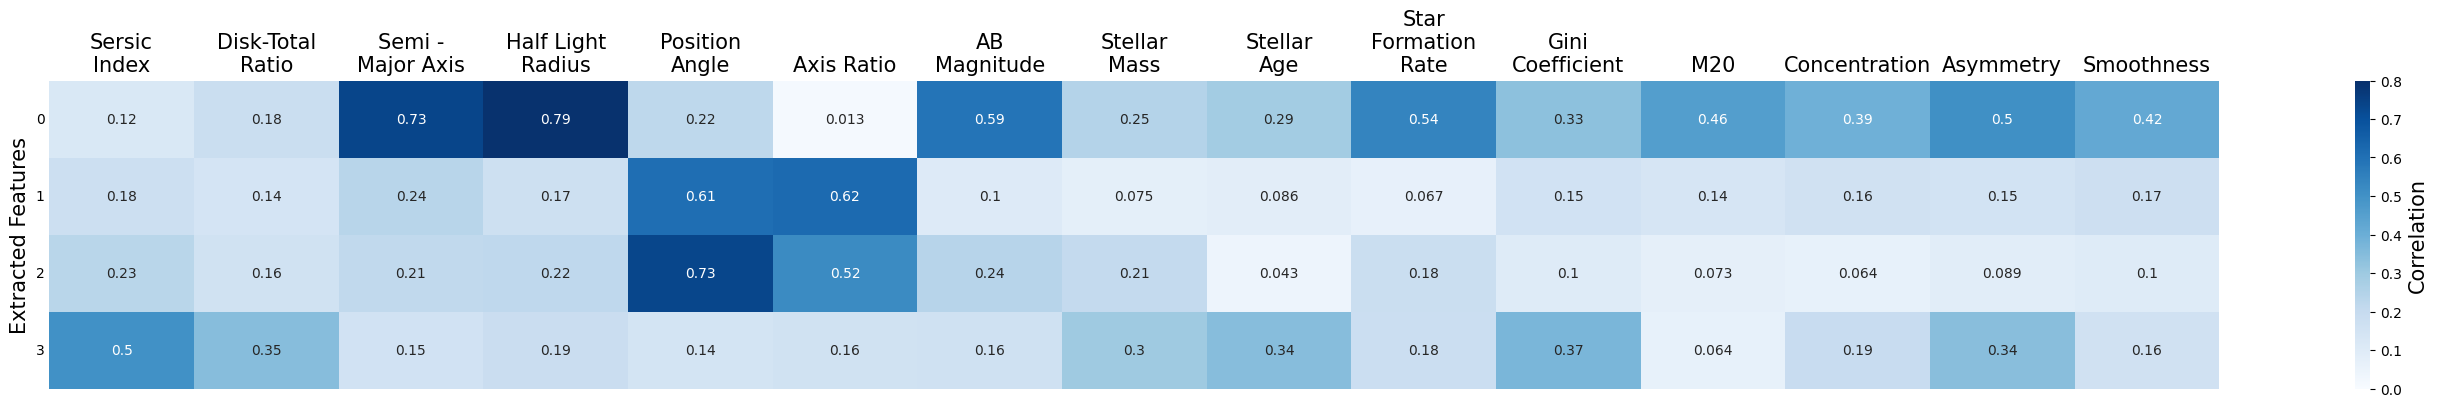 Sersic
Index
Disk-Total
Ratio
Semi -
Major Axis
Half Light
Radius
Position
Angle
Axis Ratio
AB
Magnitude
Stellar
Mass
Stellar
Age
Star
Formation
Rate
Gini
Coefficient
M20
Concentration
Asymmetry
Smoothness
Extracted Features
0 0.12 0.18 0.73 0.79 0.22 0.013 0.59 0.25 0.29 0.54 0.33 0.46 0.39 0.5 0.42
1 0.18 0.14 0.24 0.17 0.61 0.62 0.1 0.075 0.086 0.067 0.15 0.14 0.16 0.15 0.17
2 0.23 0.16 0.21 0.22 0.73 0.52 0.24 0.21 0.043 0.18 0.1 0.073 0.064 0.089 0.1
3 0.5 0.35 0.15 0.19 0.14 0.16 0.16 0.3 0.34 0.18 0.37 0.064 0.19 0.34 0.16
0.8
0.7
0.6
0.5
0.4
0.3
0.2
0.1
0.0
Correlation